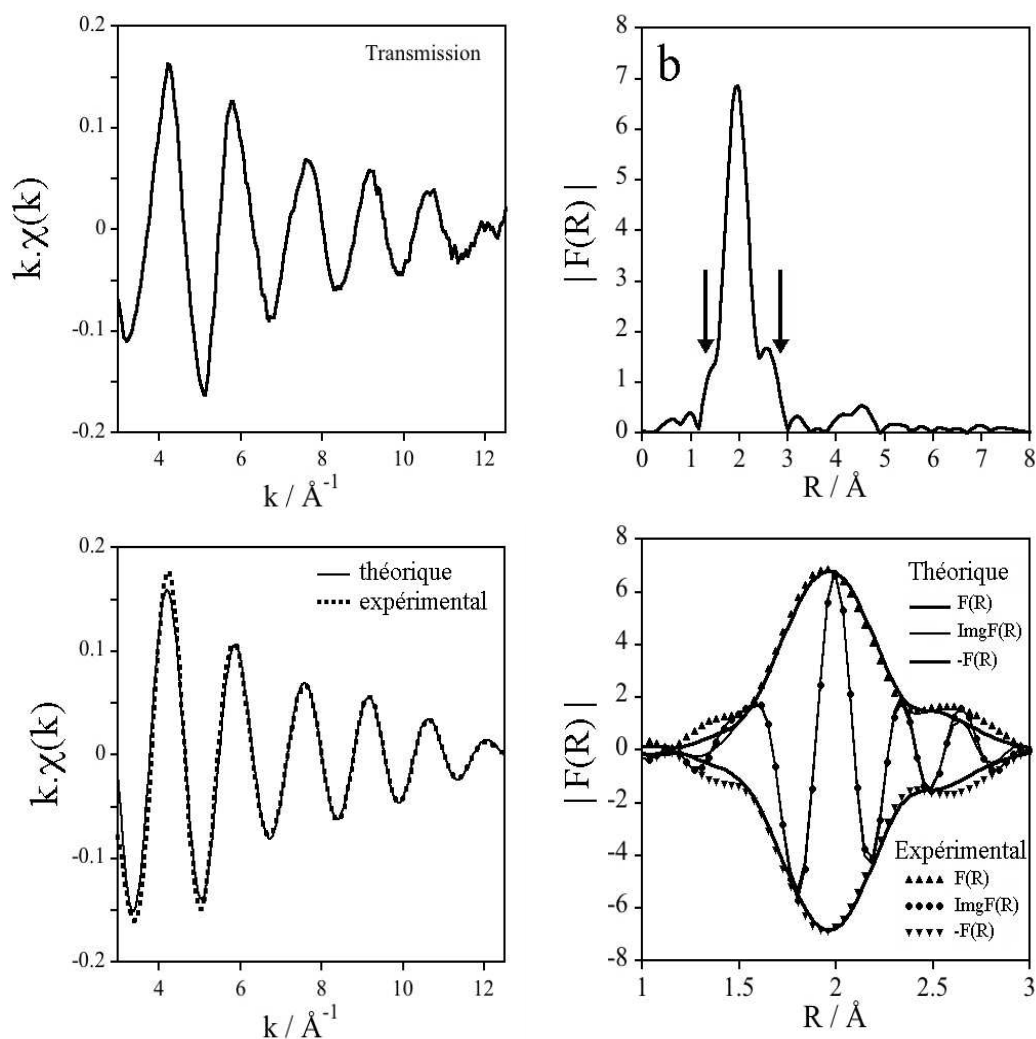 Transmission
0.2
0.1
0
-0.1
-0.2
k.χ(k)
4
6
8
10
12
k / Å⁻¹
b
8
7
6
5
4
3
2
1
0
| F(R) |
0
1
2
3
4
5
6
7
8
R / Å
théorique
expérimental
0.2
0.1
0
-0.1
-0.2
k.χ(k)
4
6
8
10
12
k / Å⁻¹
Théorique
F(R)
ImgF(R)
-F(R)
8
6
4
2
0
-2
-4
-6
-8
| F(R) |
Expérimental
F(R)
ImgF(R)
-F(R)
1
1.5
2
2.5
3
R / Å